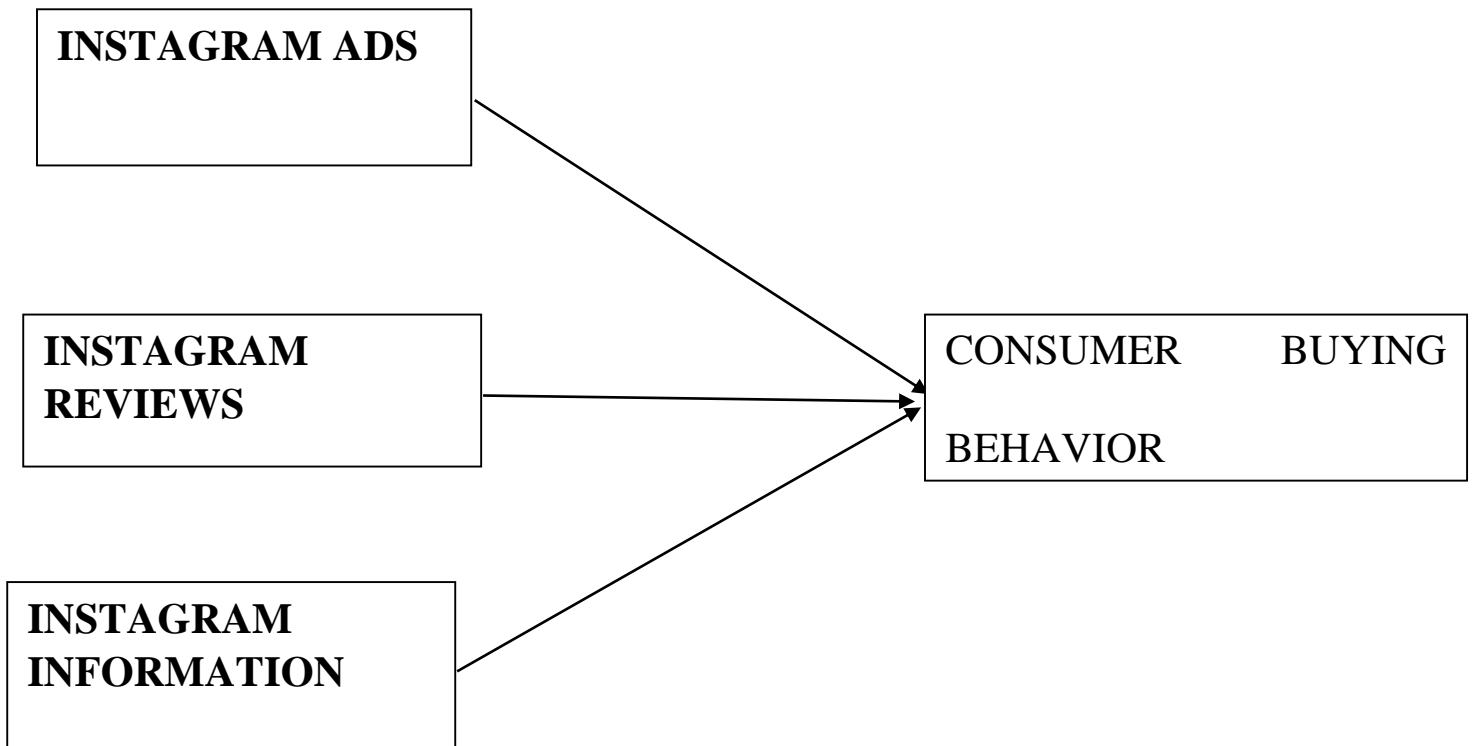 INSTAGRAM ADS
INSTAGRAM
REVIEWS
CONSUMER BUYING
BEHAVIOR
INSTAGRAM
INFORMATION